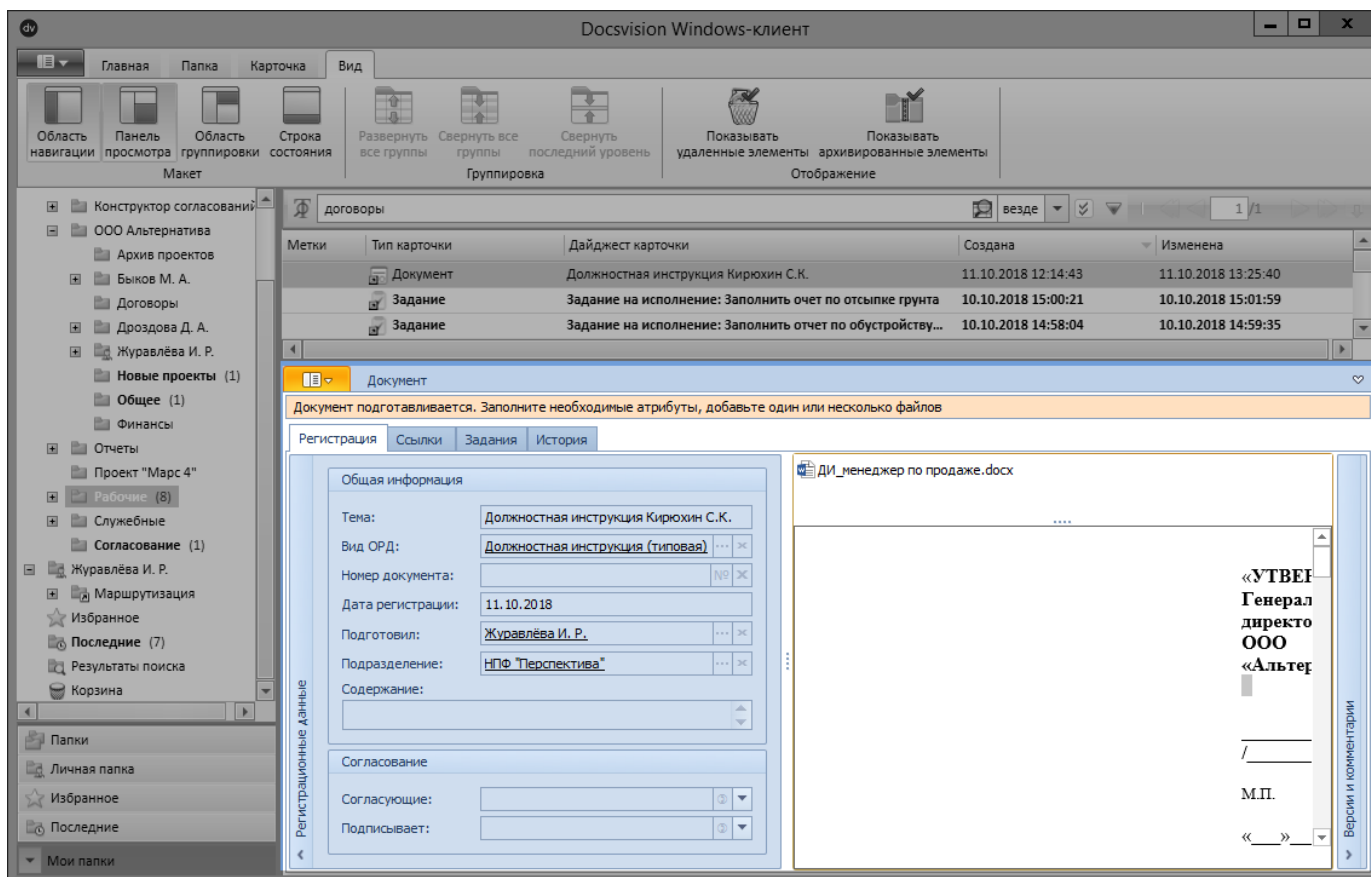 dv
Docsvision Windows-клиент
Главная Папка Карточка Вид
Область навигации
Панель просмотра
Область группировки
Строка состояния
Развернуть все группы
Свернуть все группы
Свернуть последний уровень
Показывать удаленные элементы
Показывать архивированные элементы
Макет Группировка Отображение
Конструктор согласований
ООО Альтернатива
Архив проектов
Быков М. А.
Договоры
Дроздова Д. А.
Журавлёва И. Р.
Новые проекты (1)
Общее (1)
Финансы
Отчеты
Проект "Марс 4"
Рабочие (8)
Служебные
Согласование (1)
Журавлёва И. Р.
Маршрутизация
Избранное
Последние (7)
Результаты поиска
Корзина
Папки
Личная папка
Избранное
Последние
Мои папки
договоры везде 1 /1
Метки Тип карточки Дайджест карточки Создана Изменена
Документ Должностная инструкция Кирюхин С.К. 11.10.2018 12:14:43 11.10.2018 13:25:40
Задание Задание на исполнение: Заполнить очет по отсыпке грунта 10.10.2018 15:00:21 10.10.2018 15:01:59
Задание Задание на исполнение: Заполнить очет по обустройству... 10.10.2018 14:58:04 10.10.2018 14:59:35
Документ
Документ подготавливается. Заполните необходимые атрибуты, добавьте один или несколько файлов
Регистрация Ссылки Задания История
Регистрационные данные
Общая информация
Тема: Должностная инструкция Кирюхин С.К.
Вид ОРД: Должностная инструкция (типовая) ...
Номер документа: №
Дата регистрации: 11.10.2018
Подготовил: Журавлёва И. Р. ...
Подразделение: НПФ "Перспектива" ...
Содержание:
Согласование
Согласующие:
Подписывает:
ДИ_менеджер по продаже.docx
«УТВЕР
Генерал
директо
ООО
«Альтер
/
М.П.
«___»
Версии и комментарии